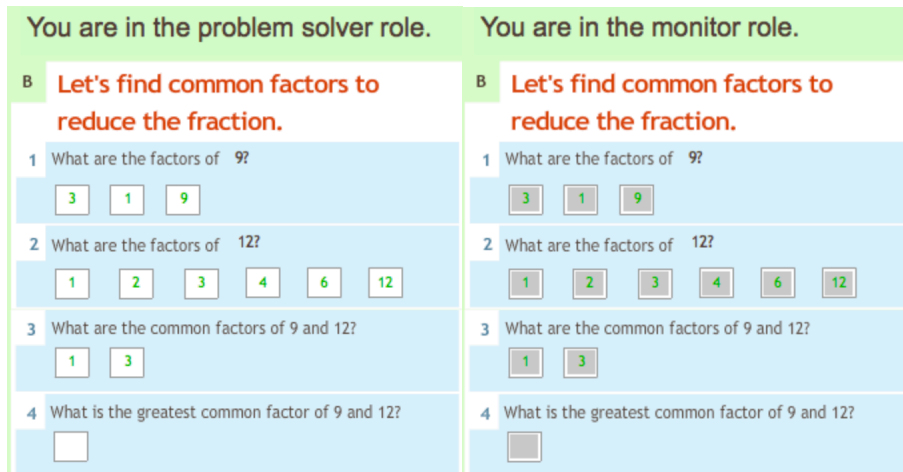 You are in the problem solver role.
B Let's find common factors to
reduce the fraction.
1 What are the factors of 9?
3 1 9
2 What are the factors of 12?
1 2 3 4 6 12
3 What are the common factors of 9 and 12?
1 3
4 What is the greatest common factor of 9 and 12?
You are in the monitor role.
B Let's find common factors to
reduce the fraction.
1 What are the factors of 9?
3 1 9
2 What are the factors of 12?
1 2 3 4 6 12
3 What are the common factors of 9 and 12?
1 3
4 What is the greatest common factor of 9 and 12?